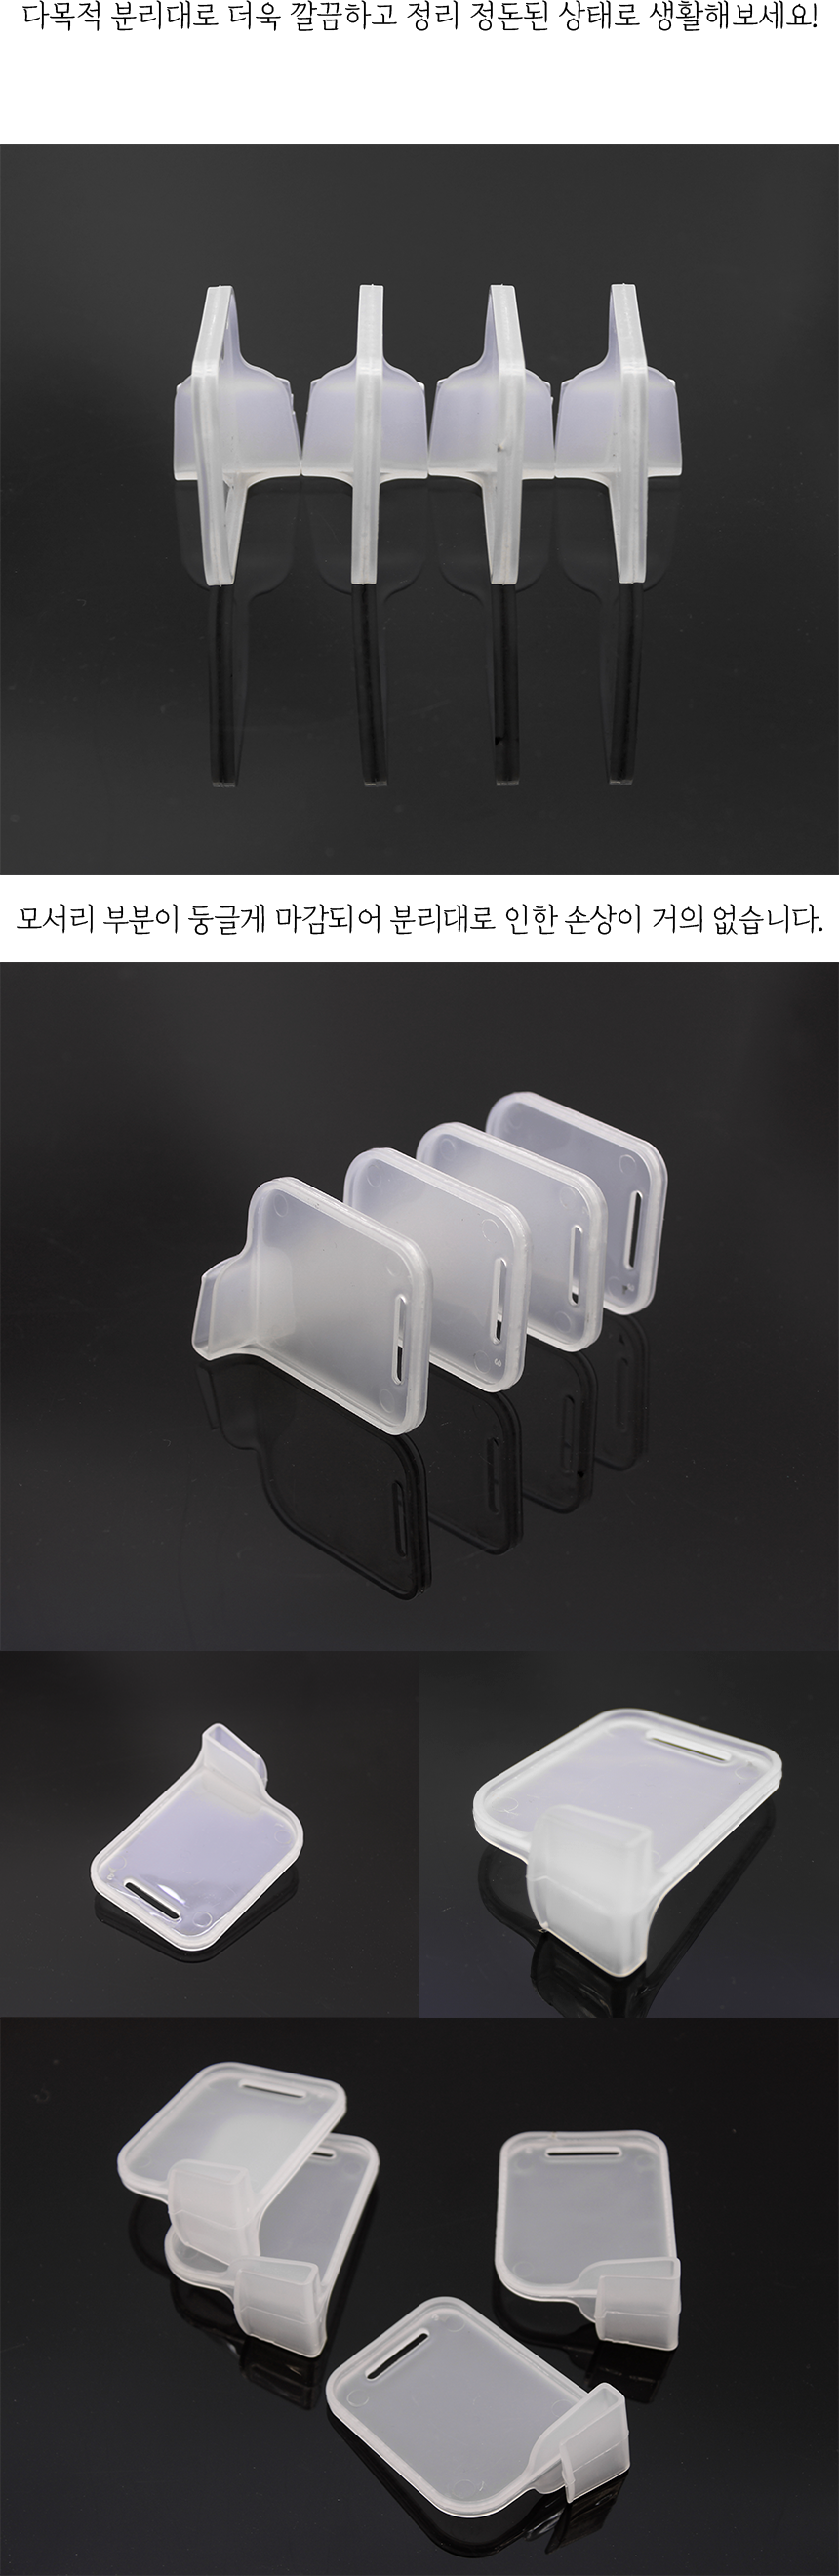 다목적 분리대로 더욱 깔끔하고 정리 정돈된 상태로 생활해보세요!
모서리 부분이 둥글게 마감되어 분리대로 인한 손상이 거의 없습니다.